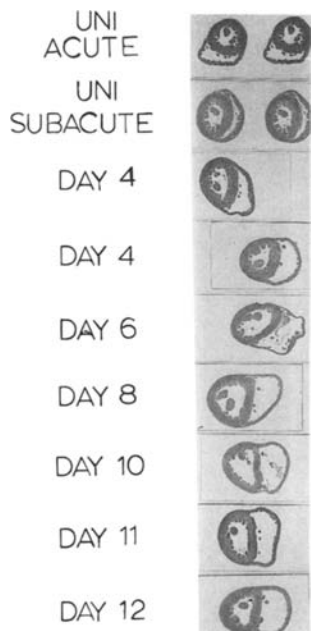 UNI
ACUTE
UNI
SUBACUTE
DAY 4
DAY 4
DAY 6
DAY 8
DAY 10
DAY 11
DAY 12